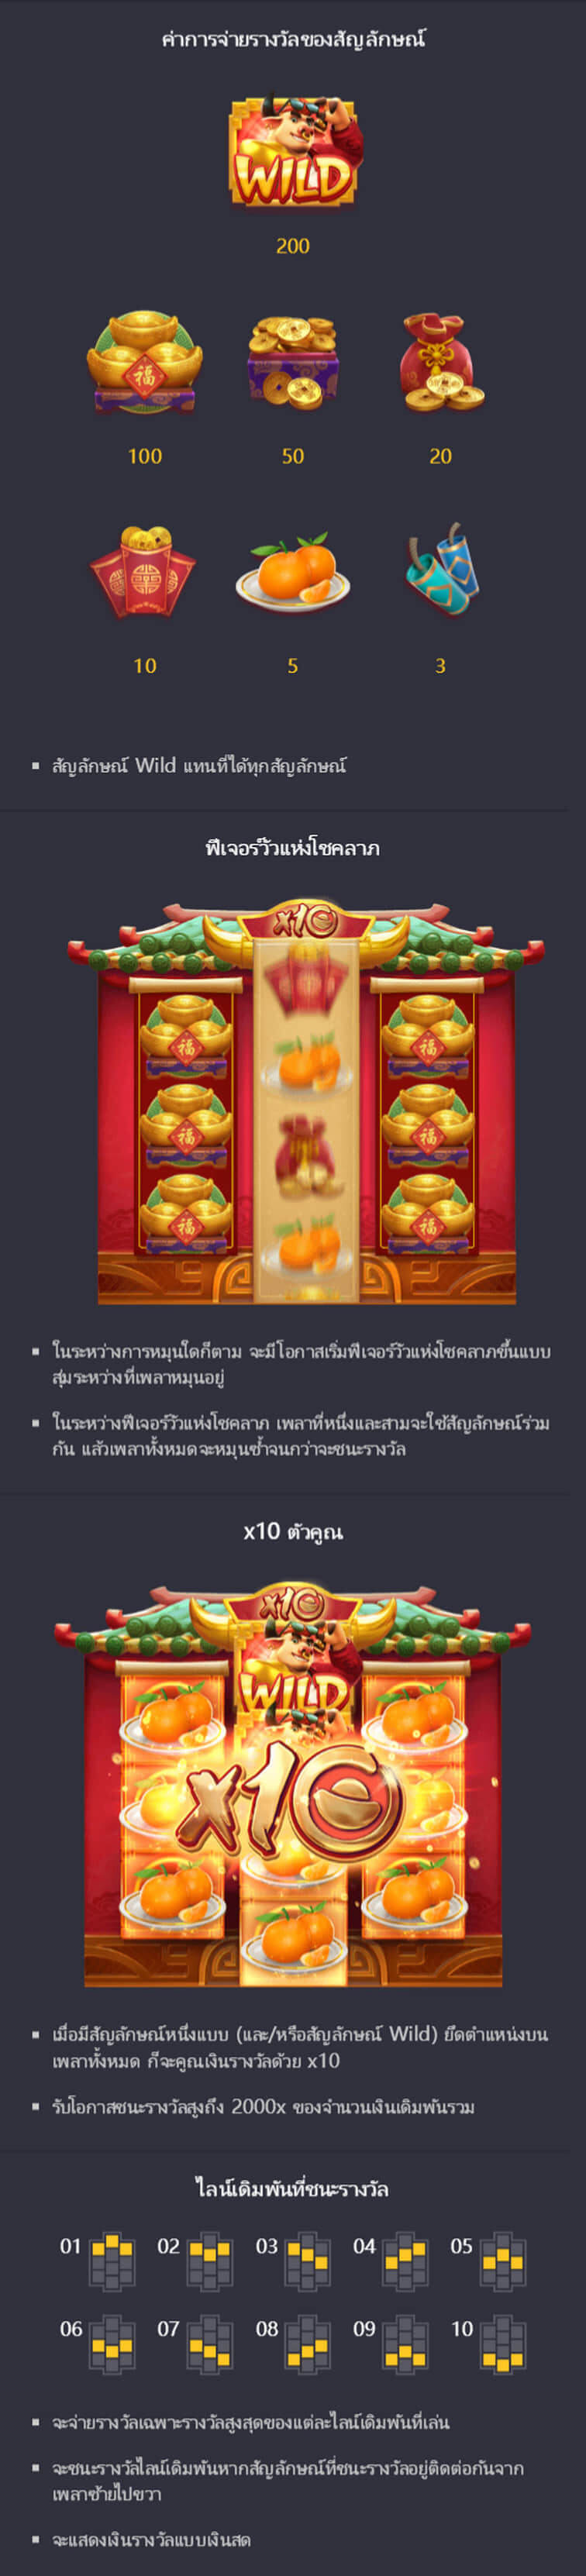 ค่าการจ่ายรางวัลของสัญลักษณ์
WILD
200
福
100
50
20
10
5
3
▪ สัญลักษณ์ Wild แทนที่ได้ทุกสัญลักษณ์
ฟีเจอร์วัวแห่งโชคลาภ
x10
福 福
福 福
福 福
▪ ในระหว่างการหมุนใดก็ตาม จะมีโอกาสเริ่มฟีเจอร์วัวแห่งโชคลาภขึ้นแบบ
สุ่มระหว่างที่เพลาหมุนอยู่
▪ ในระหว่างฟีเจอร์วัวแห่งโชคลาภ เพลาที่หนึ่งและสามจะใช้สัญลักษณ์ร่วม
กัน แล้วเพลาทั้งหมดจะหมุนซ้ำจนกว่าจะชนะรางวัล
x10 ตัวคูณ
x10
WILD
x10
▪ เมื่อมีสัญลักษณ์หนึ่งแบบ (และ/หรือสัญลักษณ์ Wild) ยึดตำแหน่งบน
เพลาทั้งหมด ก็จะคูณเงินรางวัลด้วย x10
▪ รับโอกาสชนะรางวัลสูงถึง 2000x ของจำนวนเงินเดิมพันรวม
ไลน์เดิมพันที่ชนะรางวัล
01 02 03 04 05
06 07 08 09 10
▪ จะจ่ายรางวัลเฉพาะรางวัลสูงสุดของแต่ละไลน์เดิมพันที่เล่น
▪ จะชนะรางวัลไลน์เดิมพันหากสัญลักษณ์ที่ชนะรางวัลอยู่ติดต่อกันจาก
เพลาซ้ายไปขวา
▪ จะแสดงเงินรางวัลแบบเงินสด